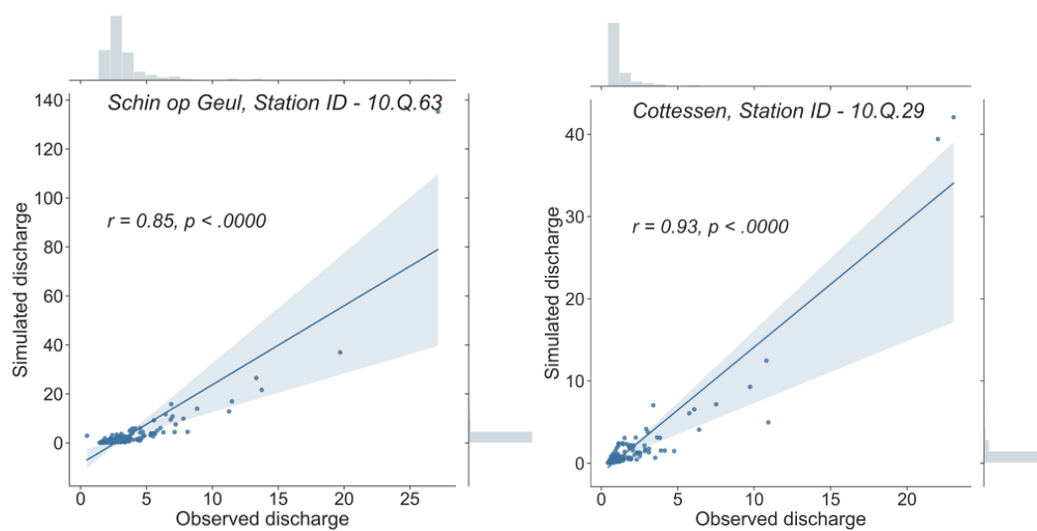 Schin op Geul, Station ID - 10.Q.63
r = 0.85, p < .0000
Simulated discharge
140
120
100
80
60
40
20
0
0 5 10 15 20 25
Observed discharge
Cottessen, Station ID - 10.Q.29
r = 0.93, p < .0000
Simulated discharge
40
30
20
10
0
0 5 10 15 20
Observed discharge